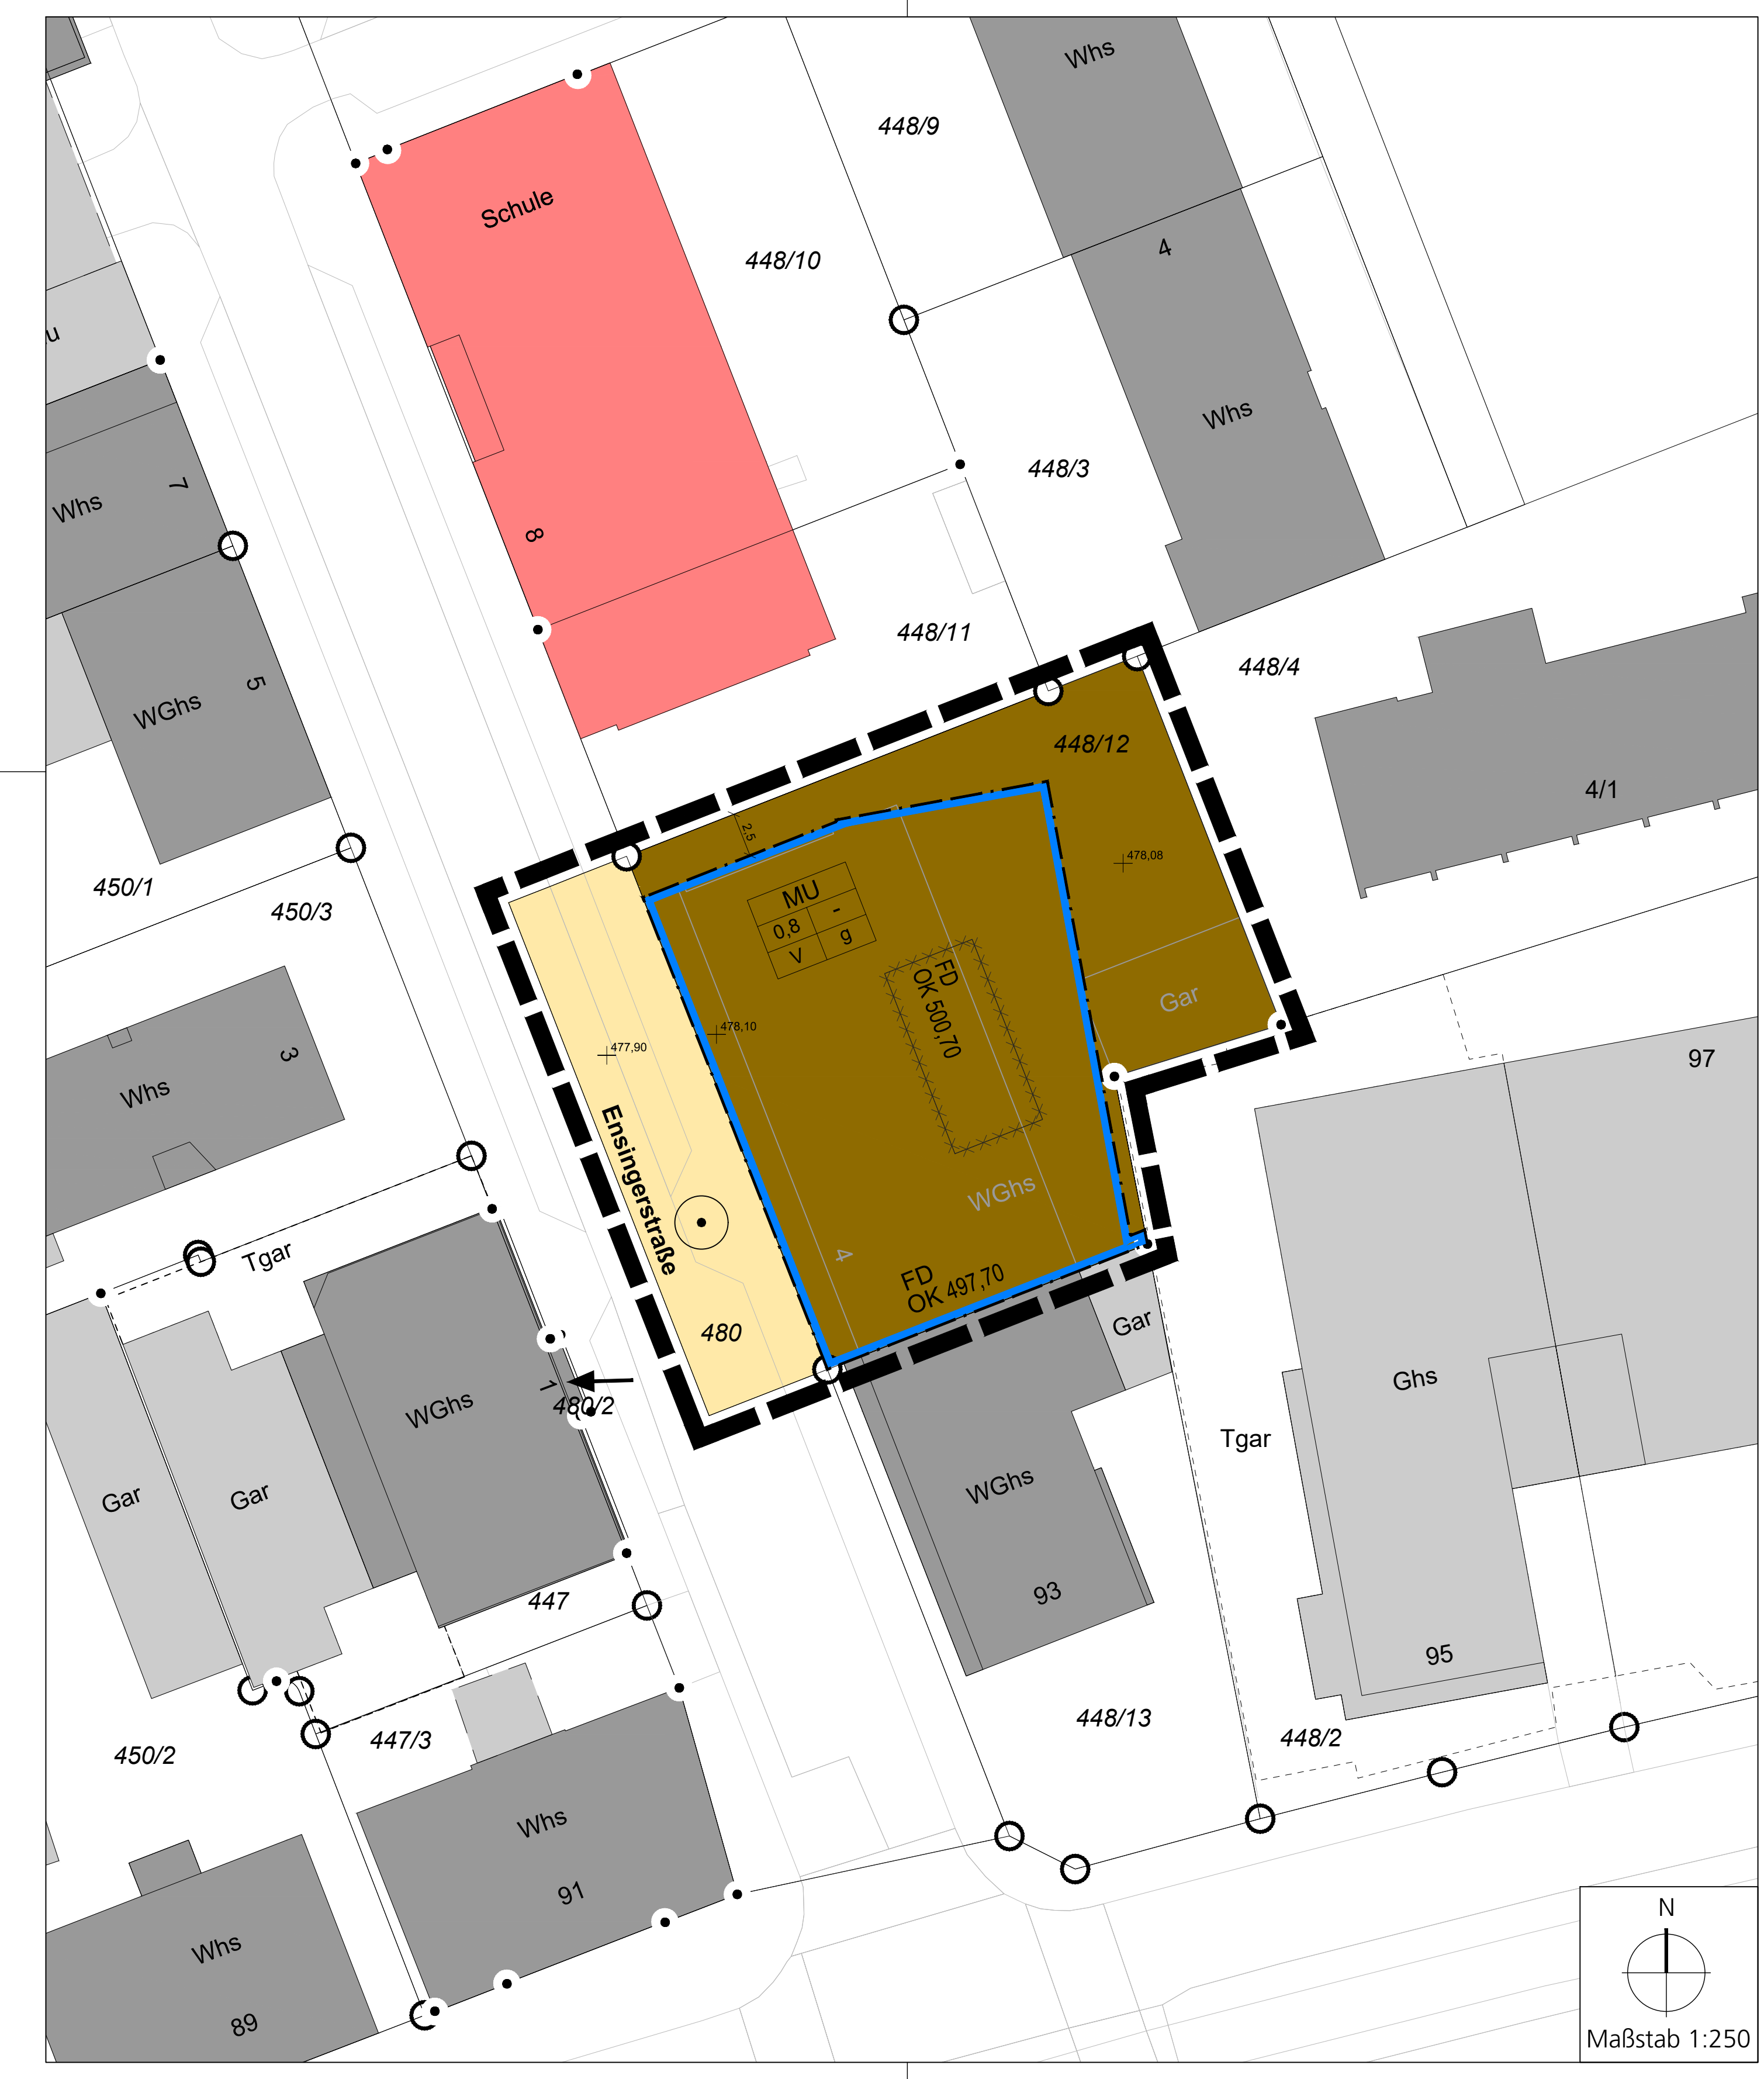 Whs
448/9
Schule
448/10
4
u
Whs
448/3
7
Whs
8
448/11
448/4
5
WGhs
448/12
4/1
2,5
478,08
450/1
450/3
MU
0,8
-
V
g
FD
OK 500,70
Gar
478,10
477,90
3
Whs
97
Ensingerstraße
WGhs
4
Tgar
FD
OK 497,70
480
Gar
1
480/2
WGhs
Ghs
Tgar
WGhs
Gar
Gar
93
447
95
448/13
448/2
447/3
450/2
Whs
91
Whs
89
N
Maßstab 1:250